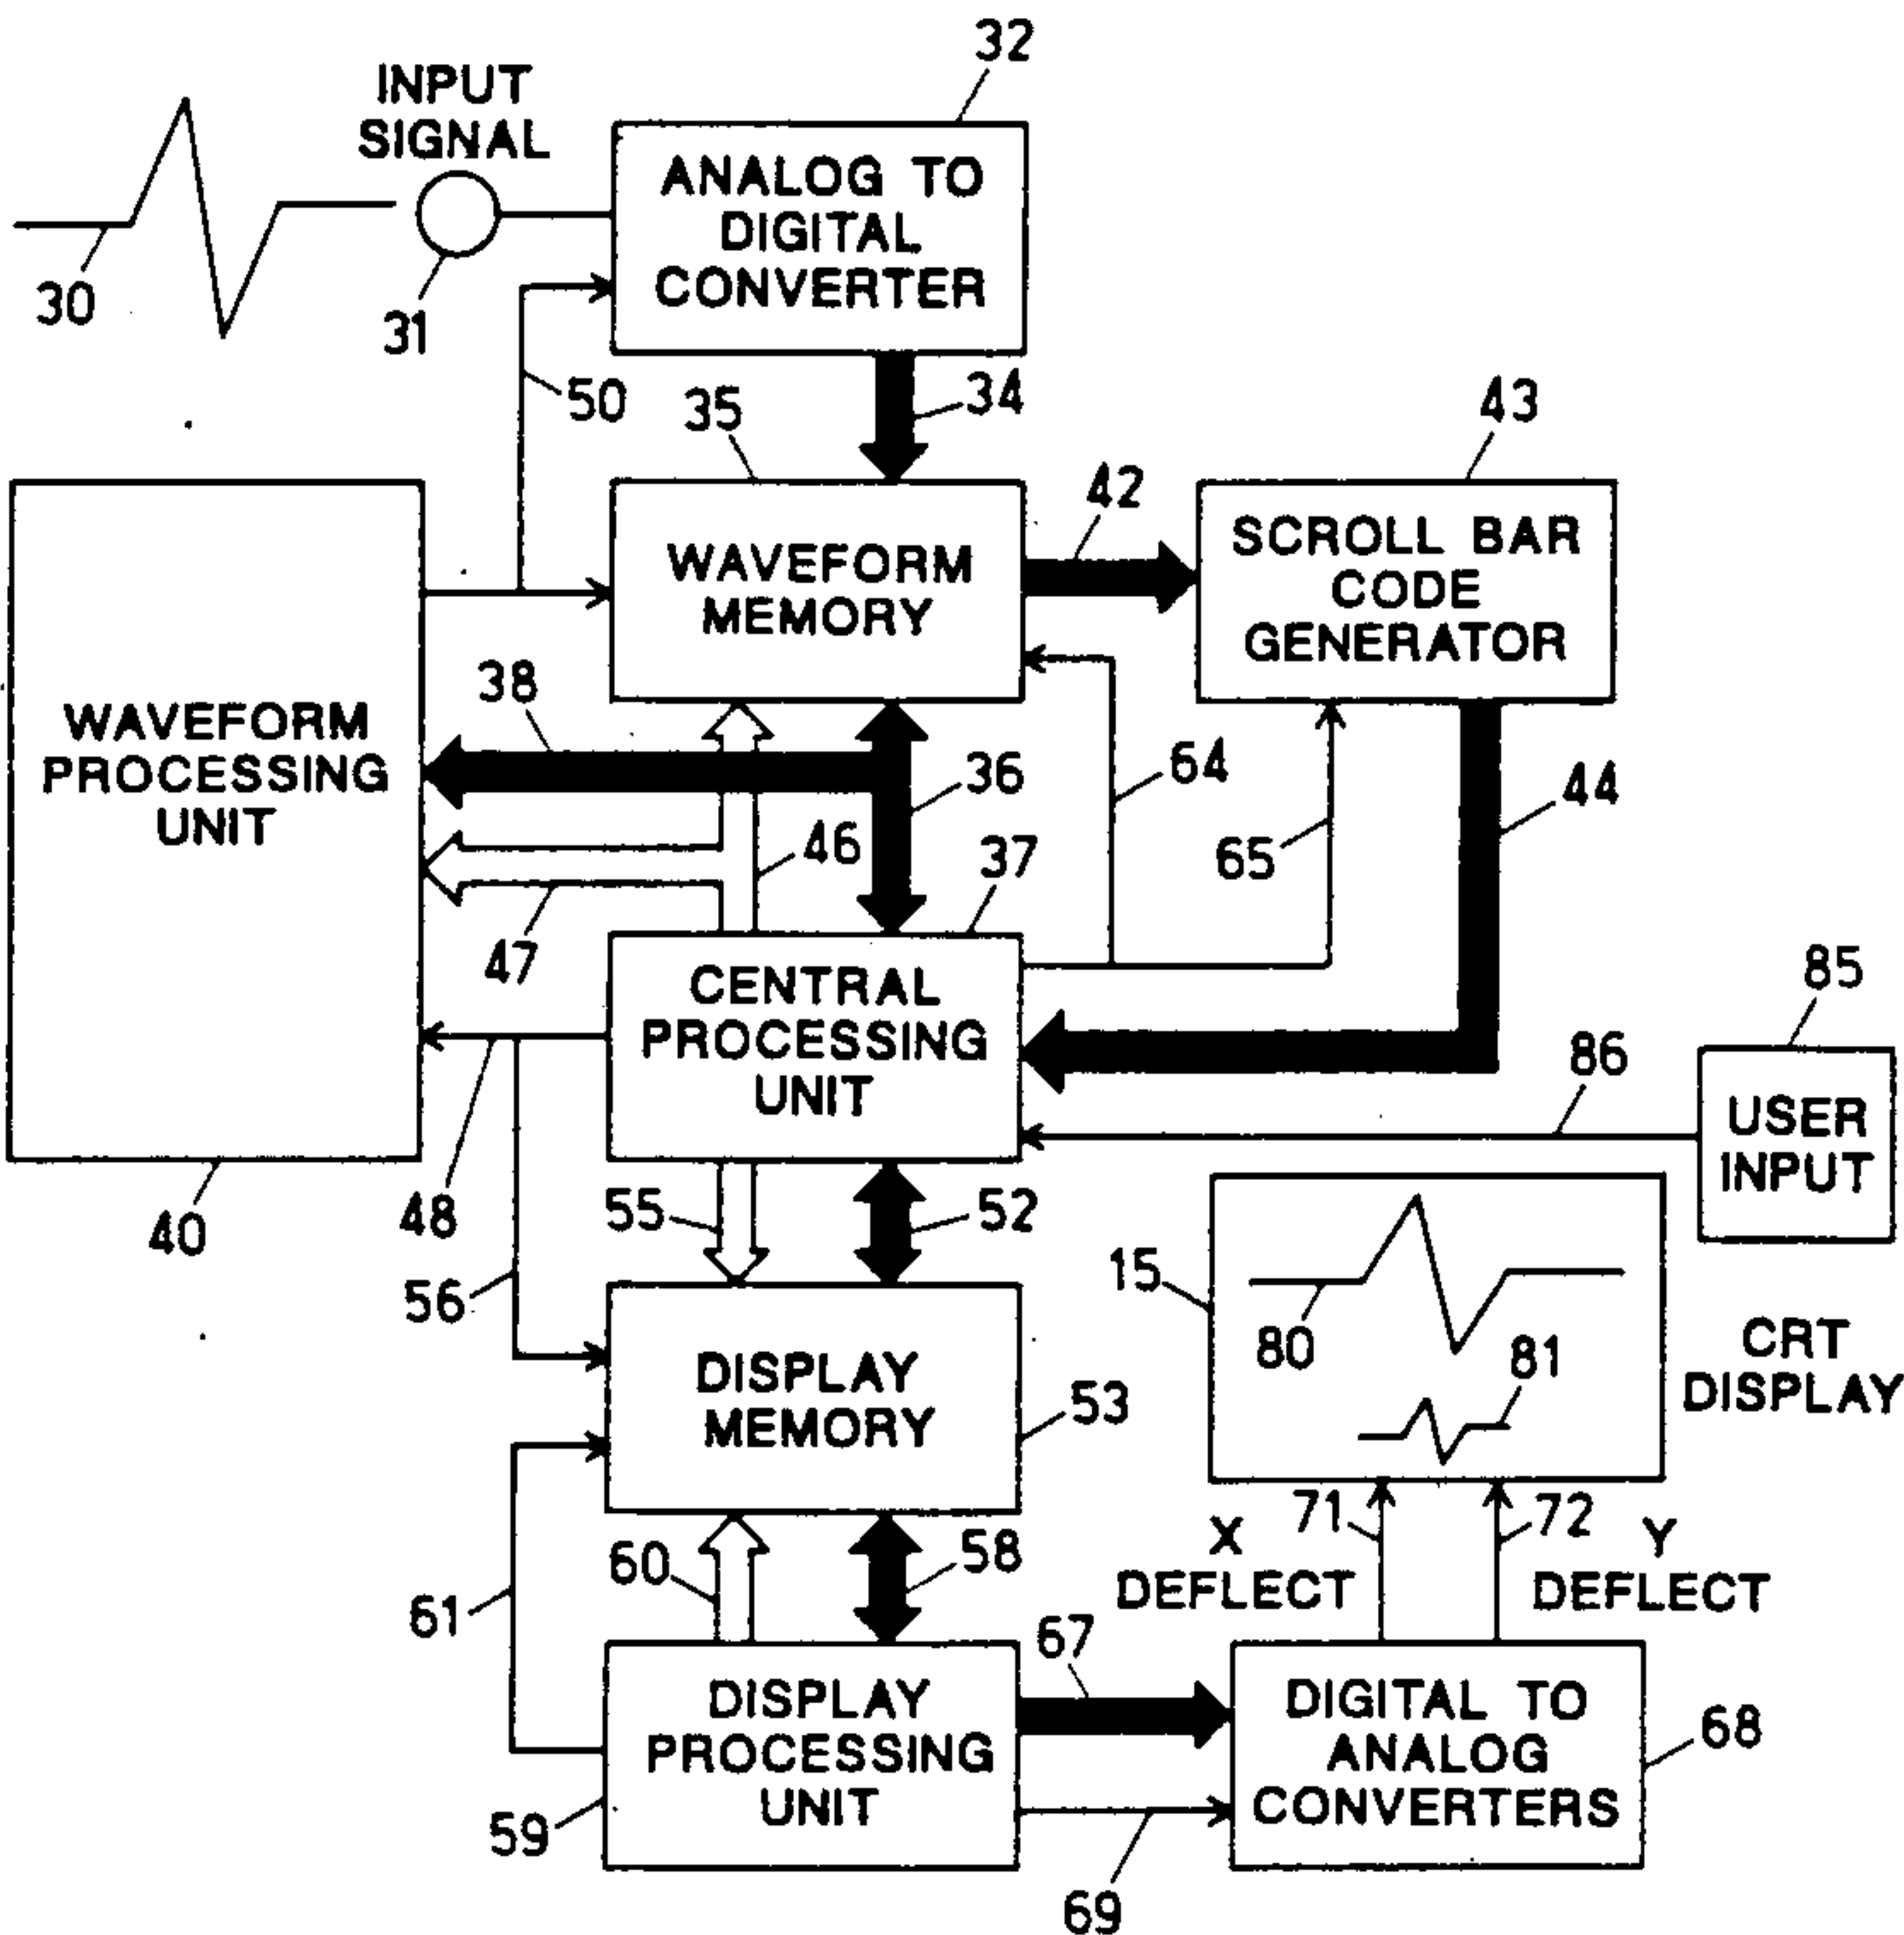 32
INPUT
SIGNAL
ANALOG TO
DIGITAL
CONVERTER
30
31
50
34
35
43
42
WAVEFORM
MEMORY
SCROLL BAR
CODE
GENERATOR
38
WAVEFORM
PROCESSING
UNIT
36
64
44
46
37
65
47
CENTRAL
PROCESSING
UNIT
85
86
USER
INPUT
40
48
55
52
15
56
80
81
CRT
DISPLAY
DISPLAY
MEMORY
53
71
72
X
DEFLECT
Y
DEFLECT
60
58
61
67
DISPLAY
PROCESSING
UNIT
DIGITAL TO
ANALOG
CONVERTERS
68
59
69